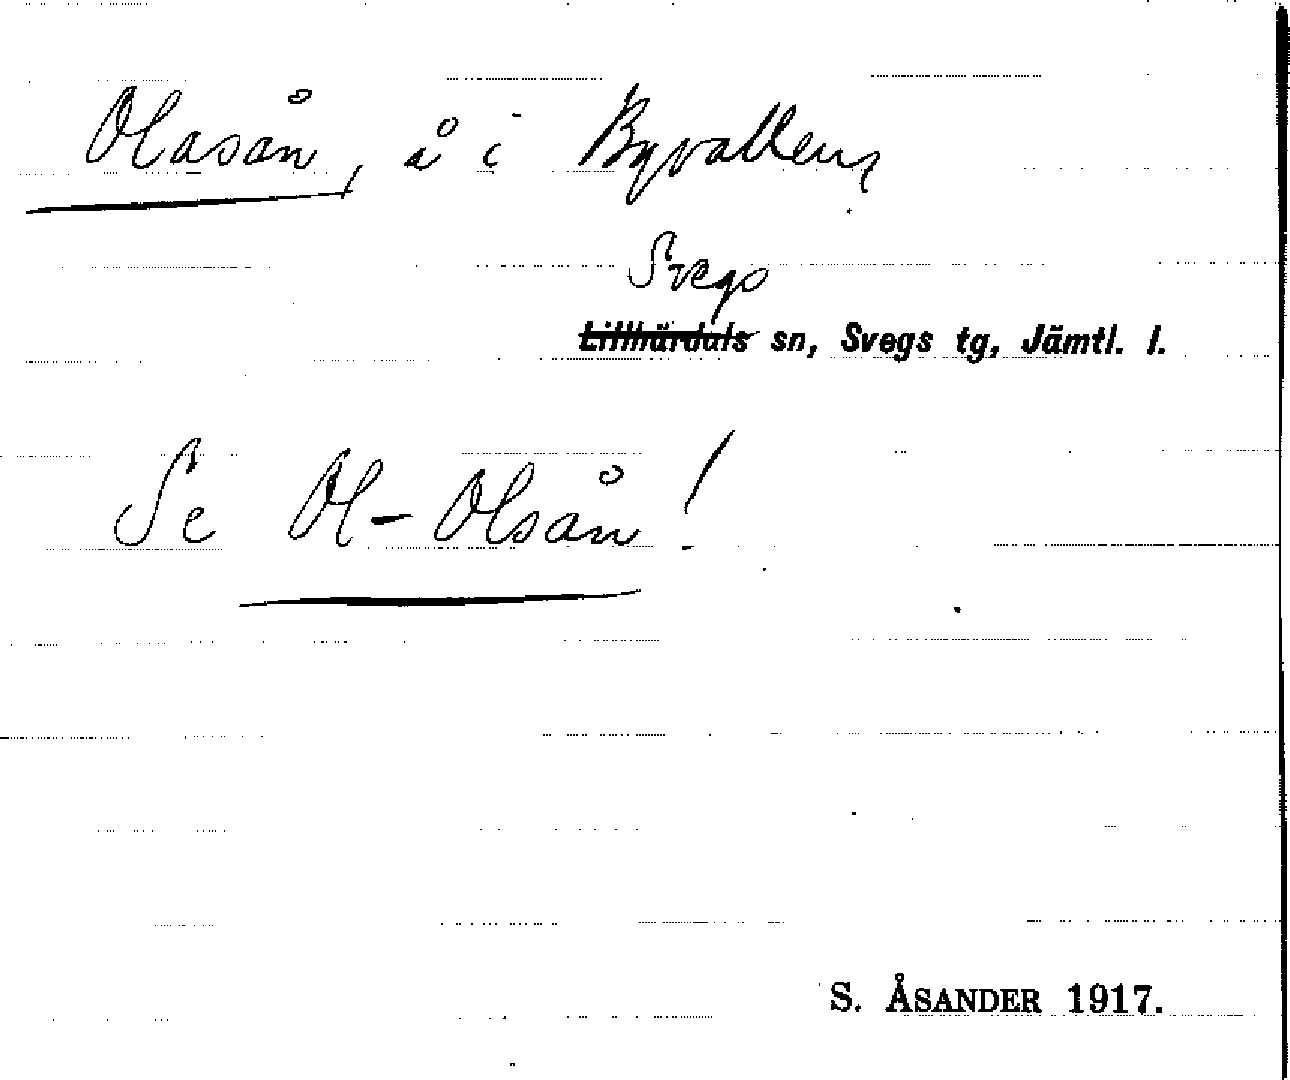 Olasån, å i Byvallen,
Svegs
Lillhärdals sn, Svegs tg, Jämtl. l.
Se Ol-Olsån!
S. ÅSANDER 1917.